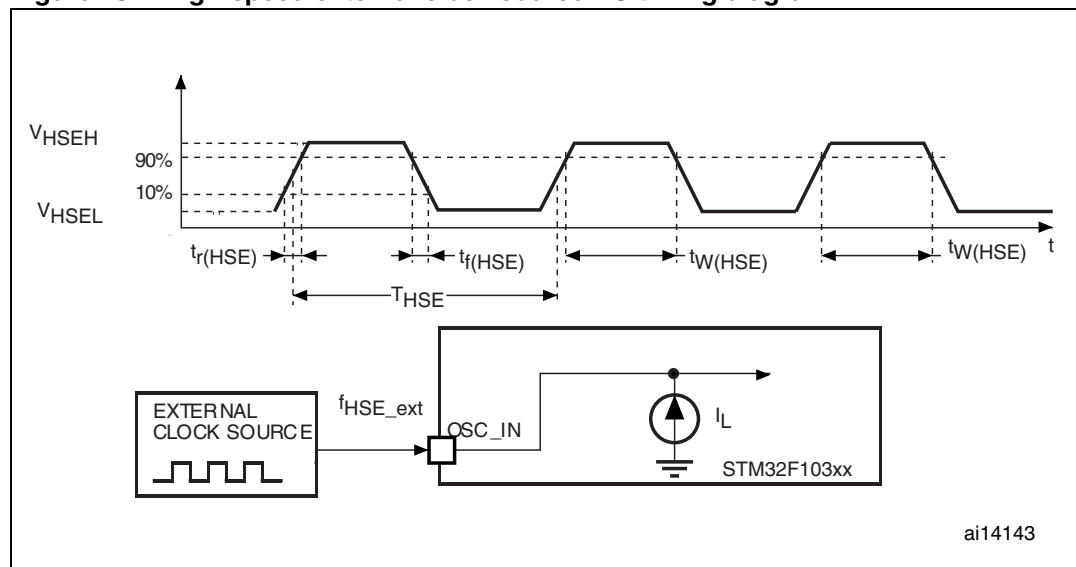 VHSEH
90%
10%
VHSEL
tr(HSE)
tf(HSE)
tW(HSE)
tW(HSE)
t
THSE
EXTERNAL
CLOCK SOURCE
fHSE_ext
OSC_IN
IL
STM32F103xx
ai14143